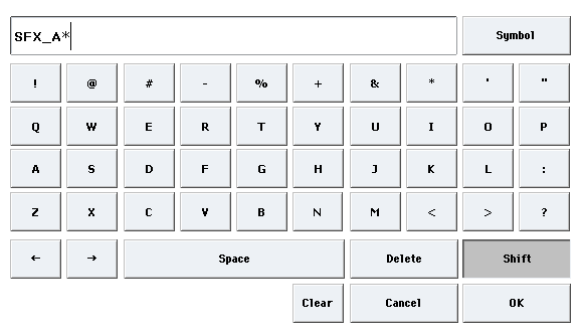 SFX_A* Symbol
! @ # - % + & * ' "
Q W E R T Y U I O P
A S D F G H J K L :
Z X C V B N M < > ?
← → Space Delete Shift
Clear Cancel OK